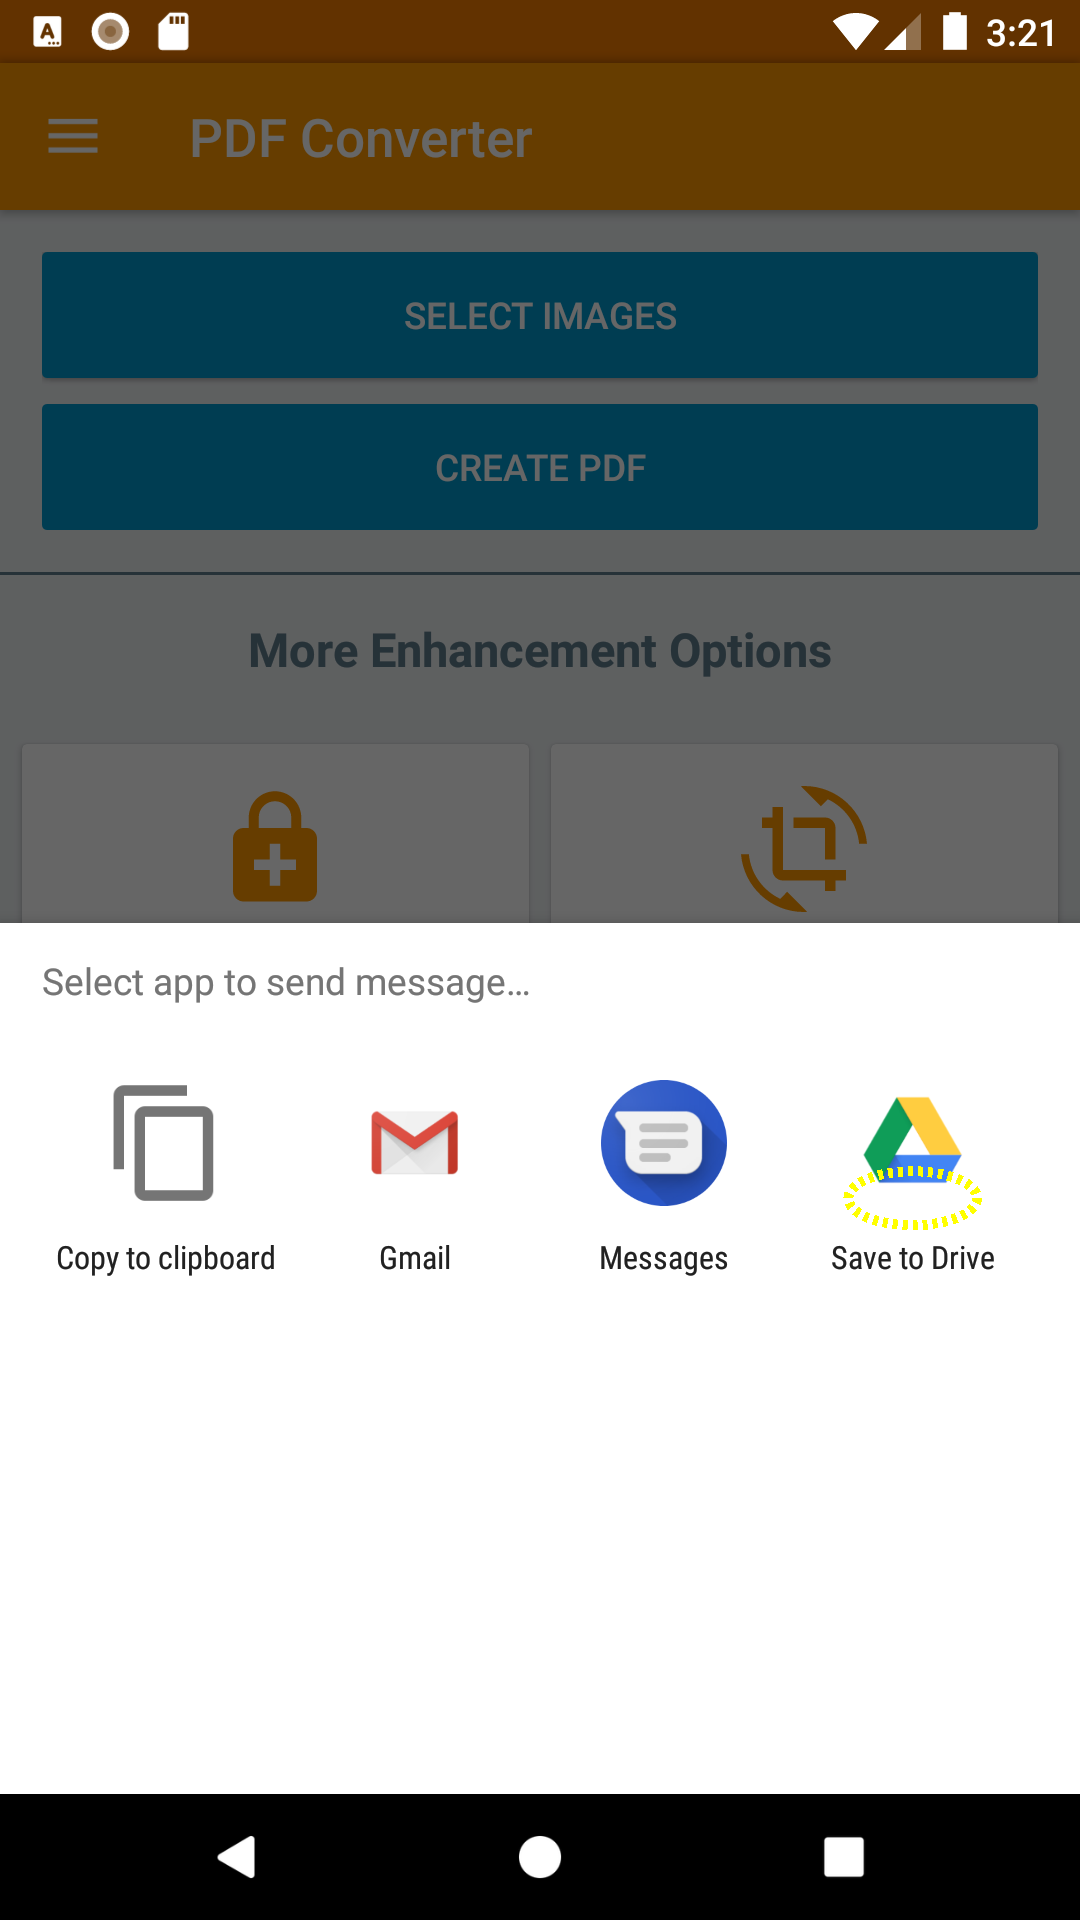 3:21
PDF Converter
SELECT IMAGES
CREATE PDF
More Enhancement Options
Select app to send message...
Copy to clipboard
Gmail
Messages
Save to Drive